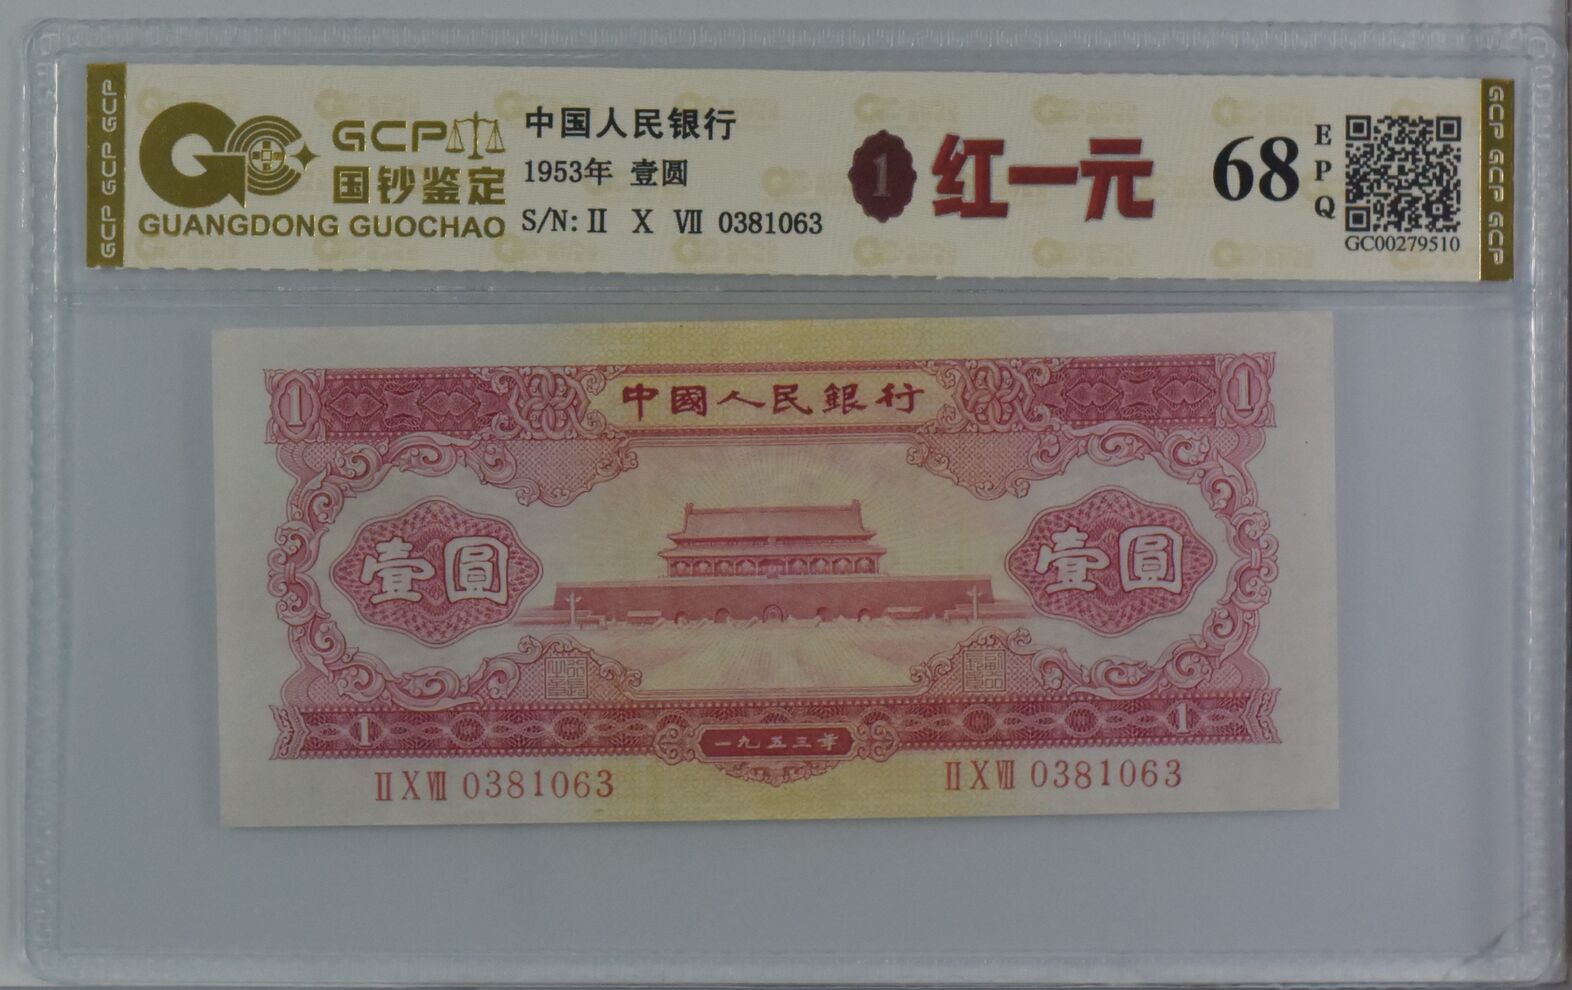 GCP GCP GCP
GCP
国钞鉴定
GUANGDONG GUOCHAO
中国人民银行
1953年 壹圆
S/N: Ⅱ Ⅹ Ⅶ 0381063
1
红一元
68
EPQ
GC00279510
GCP GCP GCP
1
中國人民銀行
1
壹圓
壹圓
1
一九五三年
1
ⅡⅩⅦ 0381063
ⅡⅩⅦ 0381063